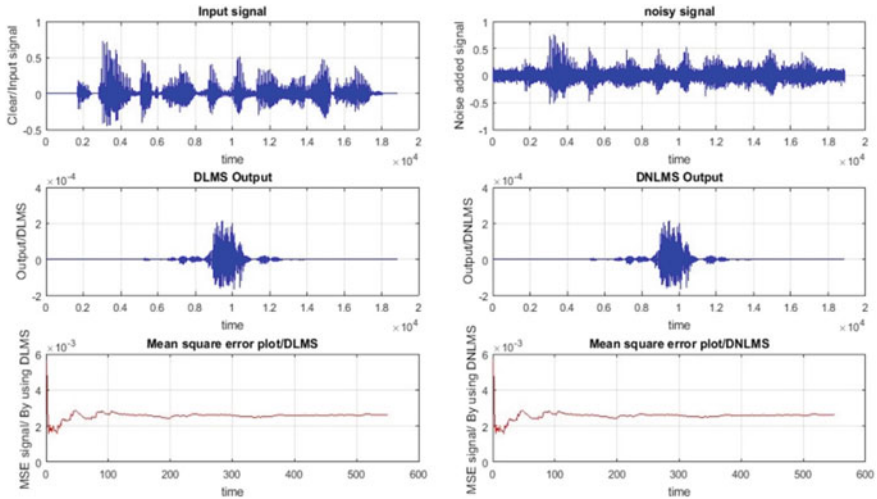 Input signal
Clear/Input signal
1
0.5
0
-0.5
0 0.2 0.4 0.6 0.8 1 1.2 1.4 1.6 1.8 2
time
×10⁴
noisy signal
Noise added signal
1
0.5
0
-0.5
-1
0 0.2 0.4 0.6 0.8 1 1.2 1.4 1.6 1.8 2
time
×10⁴
DLMS Output
×10⁻⁴
Output/DLMS
4
2
0
-2
0 0.2 0.4 0.6 0.8 1 1.2 1.4 1.6 1.8 2
time
×10⁴
DNLMS Output
×10⁻⁴
Output/DNLMS
4
2
0
-2
0 0.2 0.4 0.6 0.8 1 1.2 1.4 1.6 1.8 2
time
×10⁴
Mean square error plot/DLMS
×10⁻³
MSE signal/ By using DLMS
6
4
2
0
0 100 200 300 400 500 600
time
Mean square error plot/DNLMS
×10⁻³
MSE signal/ By using DNLMS
6
4
2
0
0 100 200 300 400 500 600
time